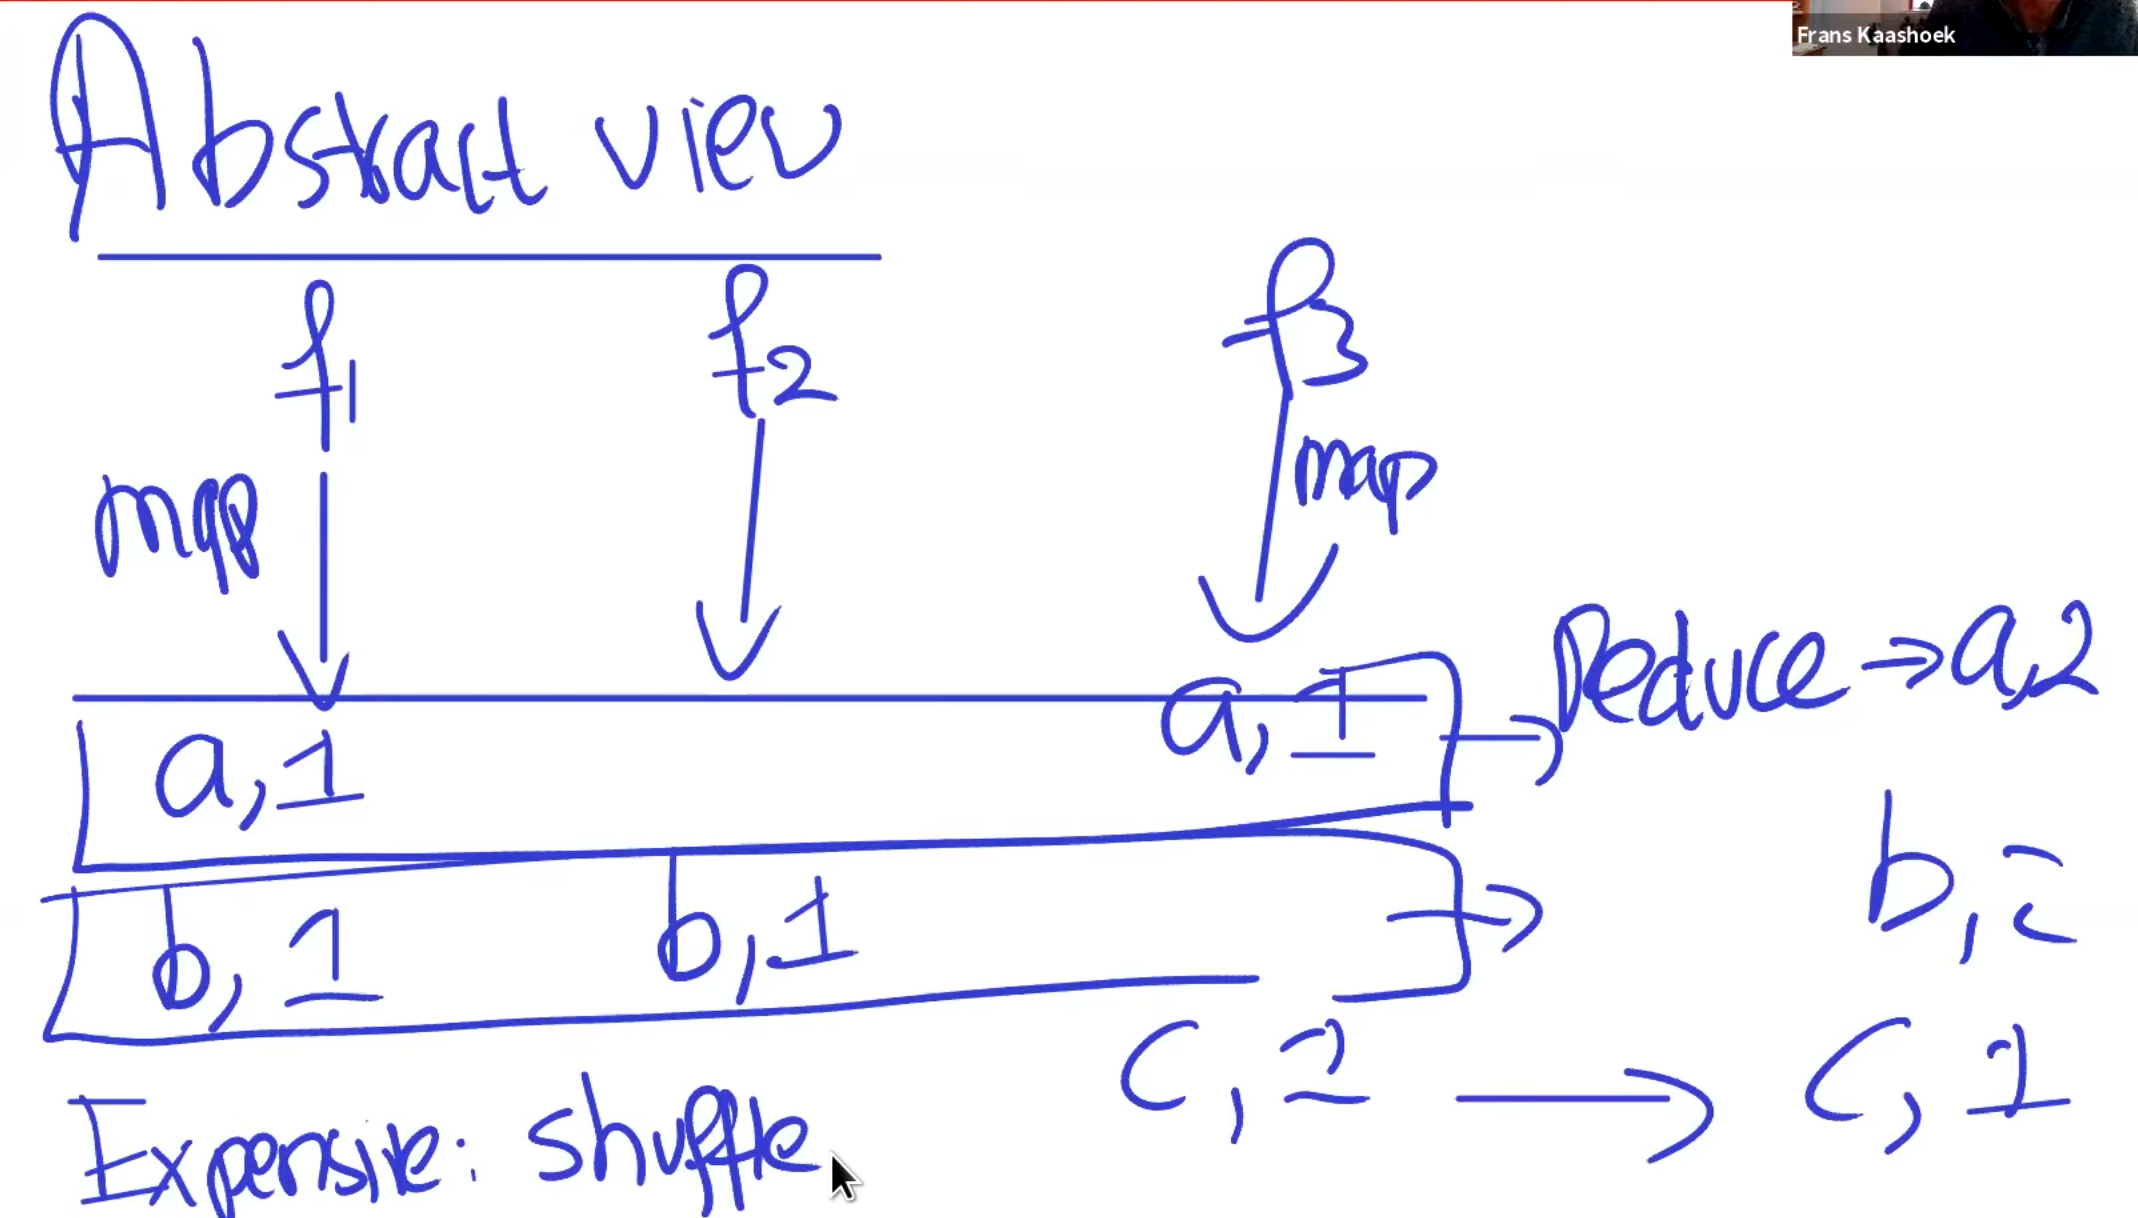 Frans Kaashoek
Abstract view
f1 f2 f3
map map
Reduce → a,2
a,1 a,1
b,1 b,1 b,2
c,2 → c,1
Expensive: shuffle